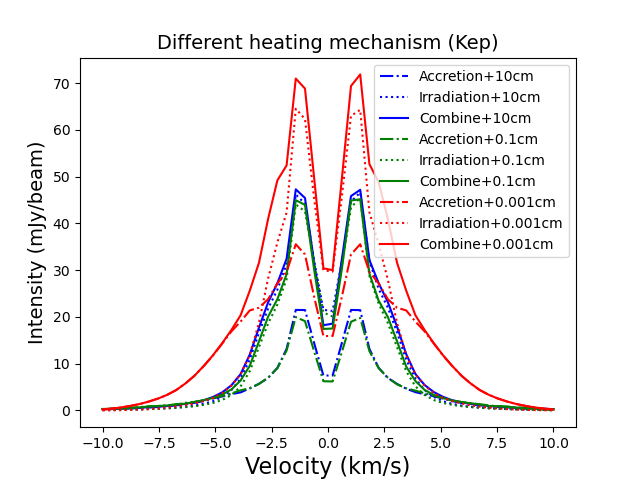 Different heating mechanism (Kep)
Intensity (mJy/beam)
70
60
50
40
30
20
10
0
Accretion+10cm
Irradiation+10cm
Combine+10cm
Accretion+0.1cm
Irradiation+0.1cm
Combine+0.1cm
Accretion+0.001cm
Irradiation+0.001cm
Combine+0.001cm
−10.0 −7.5 −5.0 −2.5 0.0 2.5 5.0 7.5 10.0
Velocity (km/s)